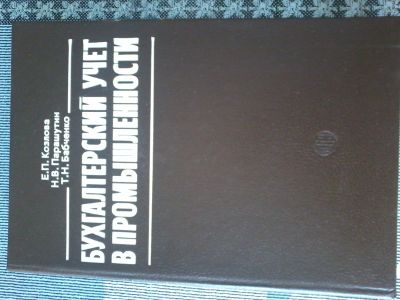 Е.П. Козлова
Н.В. Парашутин
Т.Н. Бабченко
БУХГАЛТЕРСКИЙ УЧЕТ
В ПРОМЫШЛЕННОСТИ